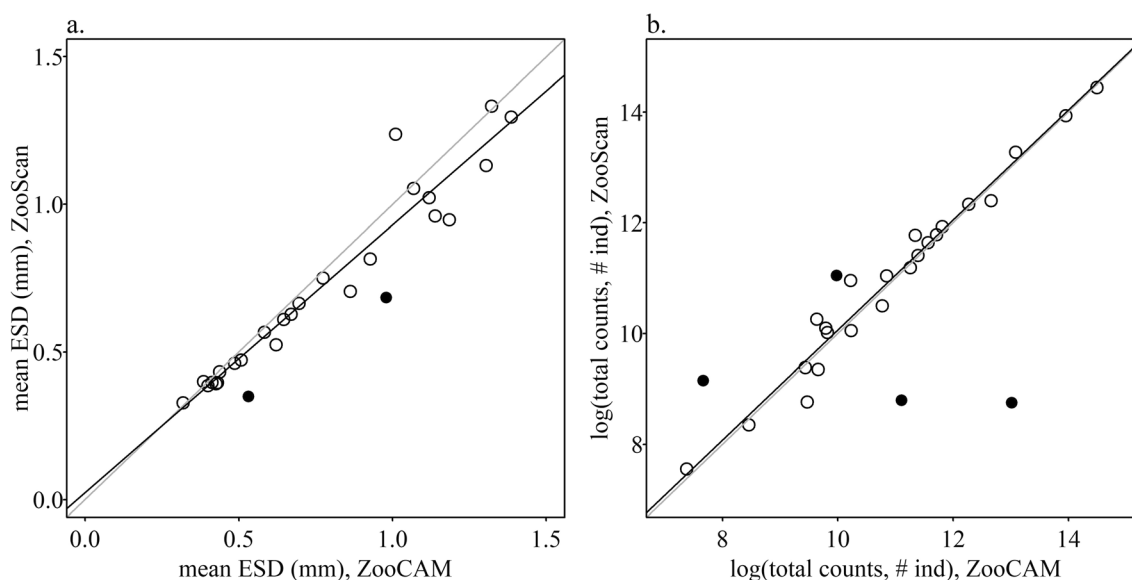 a.
mean ESD (mm), ZooScan
1.5
1.0
0.5
0.0
0.0 0.5 1.0 1.5
mean ESD (mm), ZooCAM
b.
log(total counts, # ind), ZooScan
14
12
10
8
8 10 12 14
log(total counts, # ind), ZooCAM